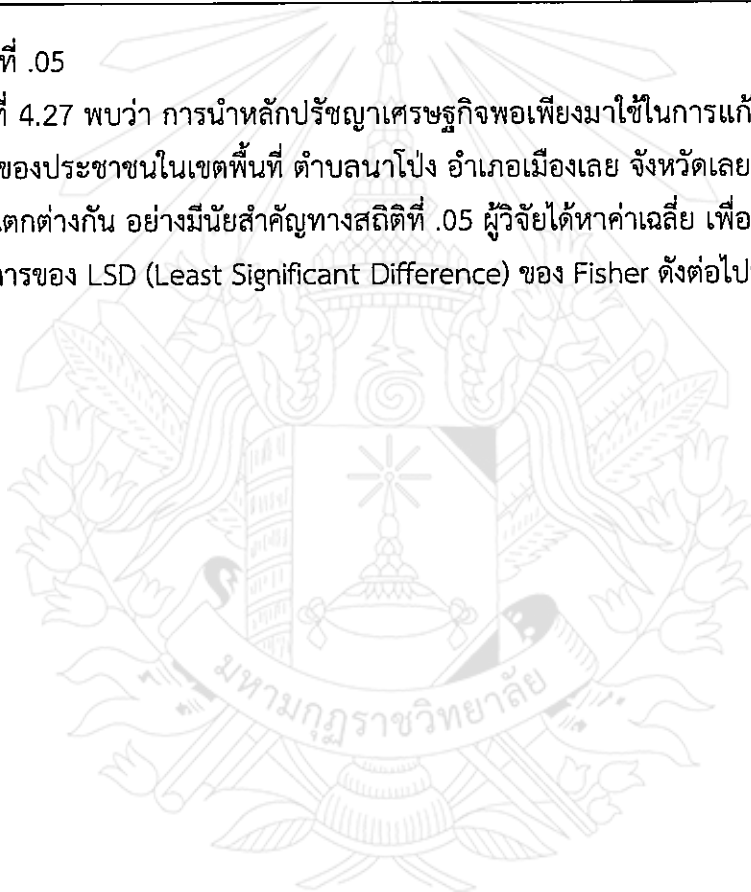 ที่ .05
ที่ 4.27 พบว่า การนำหลักปรัชญาเศรษฐกิจพอเพียงมาใช้ในการแก้
ของประชาชนในเขตพื้นที่ ตำบลนาโป่ง อำเภอเมืองเลย จังหวัดเลย
แตกต่างกัน อย่างมีนัยสำคัญทางสถิติที่ .05 ผู้วิจัยได้หาค่าเฉลี่ย เพื่อ
การของ LSD (Least Significant Difference) ของ Fisher ดังต่อไป
มหามกุฏราชวิทยาลัย